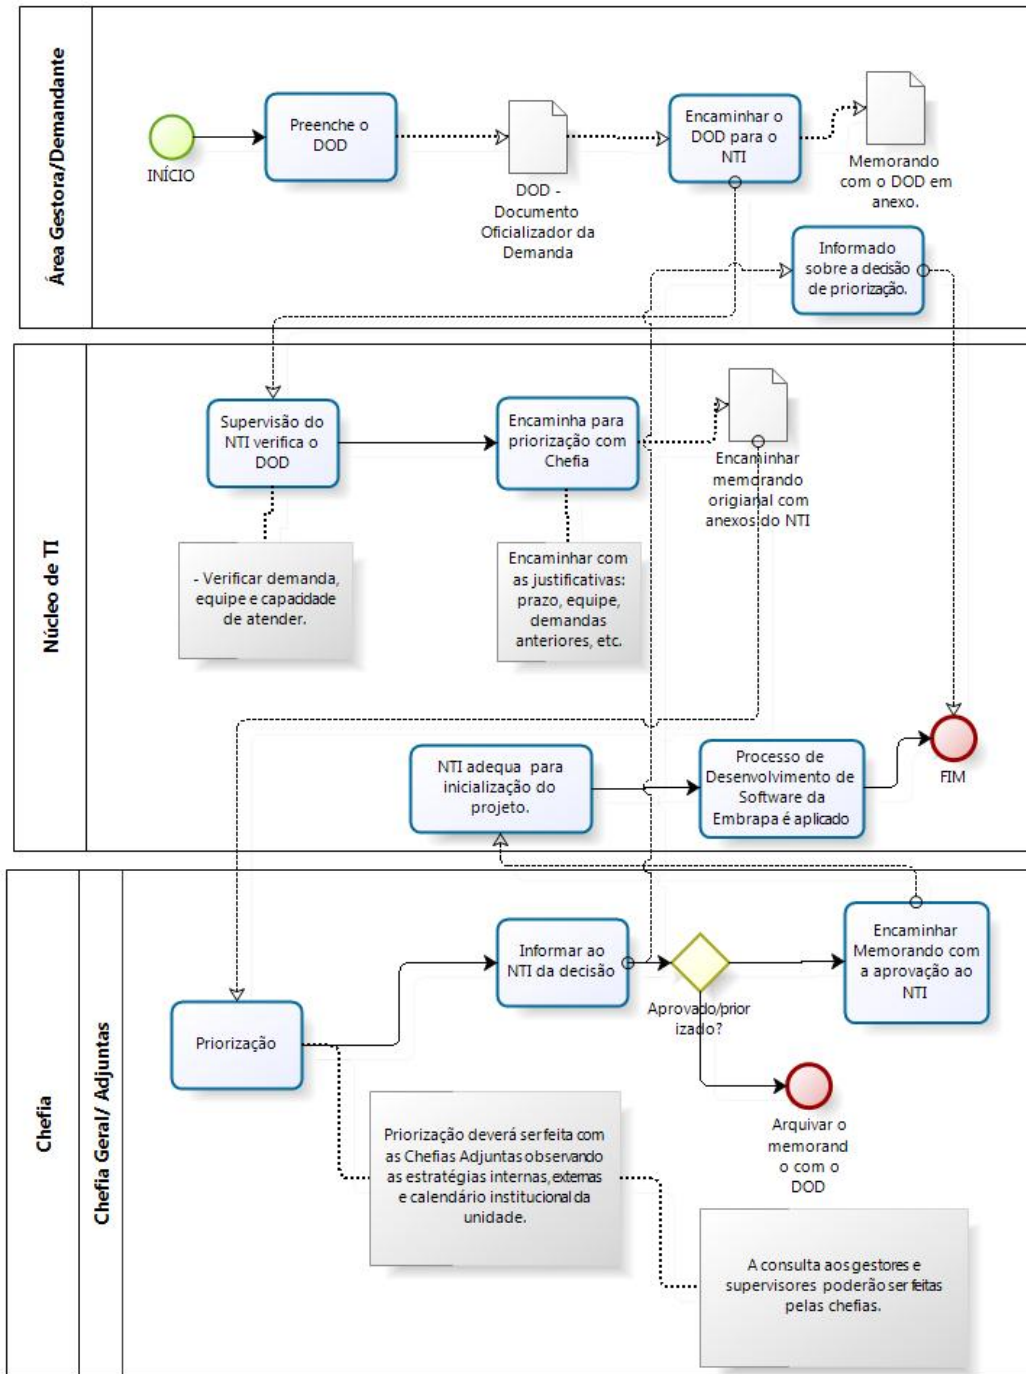 Área Gestora/Demandante
INÍCIO
Preenche o
DOD
DOD -
Documento
Oficializador da
Demanda
Encaminhar o
DOD para o
NTI
Memorando
com o DOD em
anexo.
Informado
sobre a decisão
de priorização.
Núcleo de TI
Supervisão do
NTI verifica o
DOD
Encaminha para
priorização com
Chefia
Encaminhar
memorando
origianal com
anexos do NTI
- Verificar demanda,
equipe e capacidade
de atender.
Encaminhar com
as justificativas:
prazo, equipe,
demandas
anteriores, etc.
NTI adequa para
inicialização do
projeto.
Processo de
Desenvolvimento de
Software da
Embrapa é aplicado
FIM
Chefia
Chefia Geral/ Adjuntas
Priorização
Informar ao
NTI da decisão
Aprovado/prior
izado?
Encaminhar
Memorando com
a aprovação ao
NTI
Arquivar o
memorand
o com o
DOD
Priorização deverá ser feita com
as Chefias Adjuntas observando
as estratégias internas, externas
e calendário institucional da
unidade.
A consulta aos gestores e
supervisores poderão ser feitas
pelas chefias.